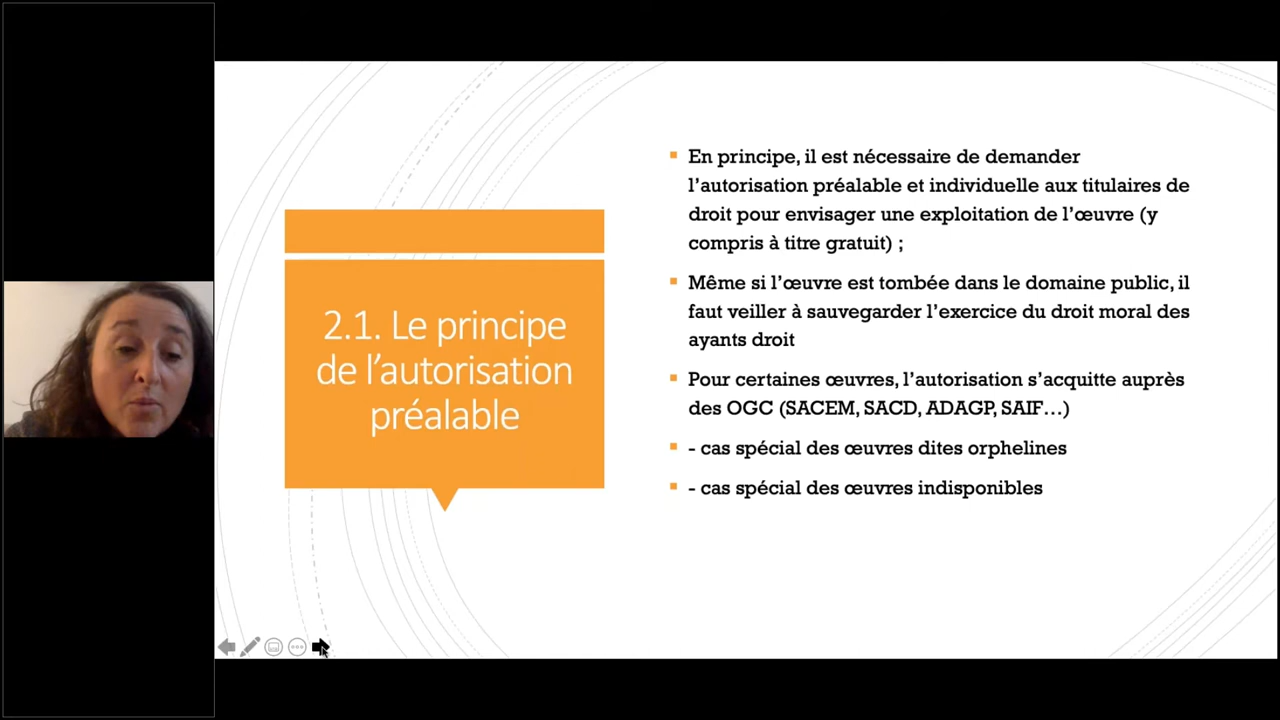 2.1. Le principe
de l’autorisation
préalable
En principe, il est nécessaire de demander
l’autorisation préalable et individuelle aux titulaires de
droit pour envisager une exploitation de l’œuvre (y
compris à titre gratuit) ;
Même si l’œuvre est tombée dans le domaine public, il
faut veiller à sauvegarder l’exercice du droit moral des
ayants droit
Pour certaines œuvres, l’autorisation s’acquitte auprès
des OGC (SACEM, SACD, ADAGP, SAIF…)
- cas spécial des œuvres dites orphelines
- cas spécial des œuvres indisponibles